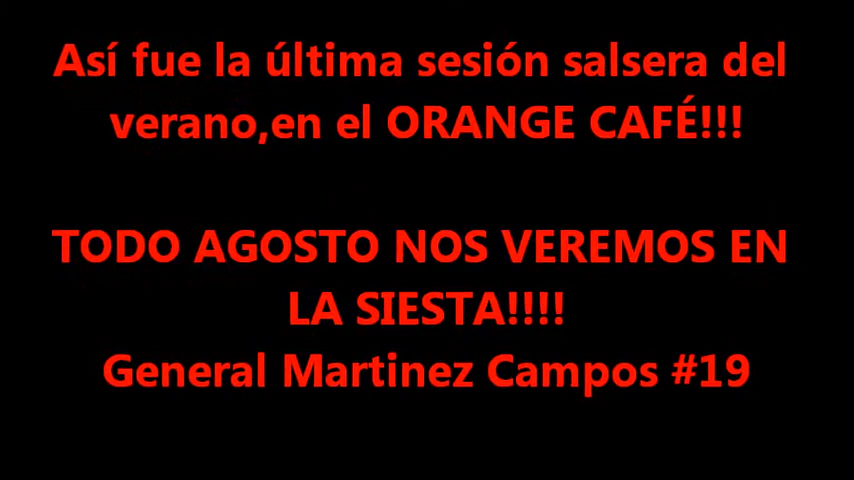 Así fue la última sesión salsera del
verano,en el ORANGE CAFÉ!!!
TODO AGOSTO NOS VEREMOS EN
LA SIESTA!!!!
General Martinez Campos #19